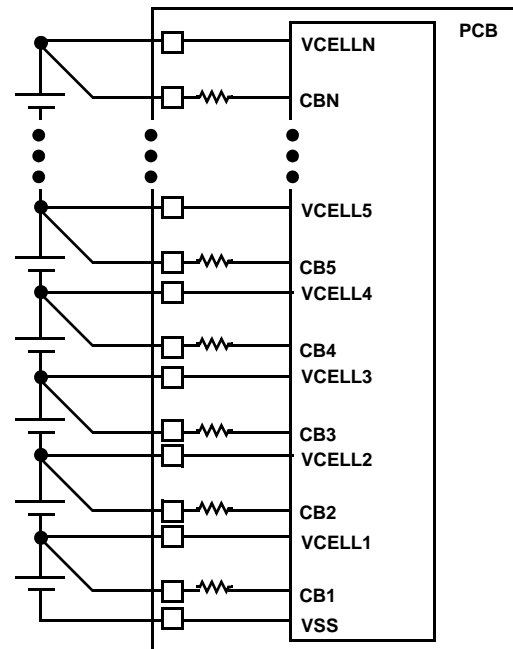 PCB
VCELLN
CBN
VCELL5
CB5
VCELL4
CB4
VCELL3
CB3
VCELL2
CB2
VCELL1
CB1
VSS